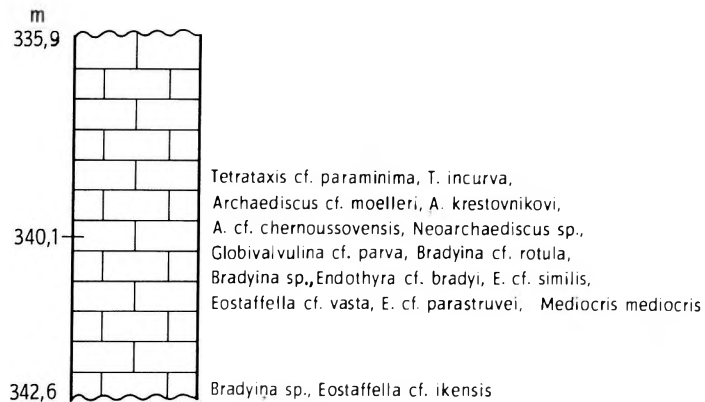 m
335,9
Tetrataxis cf. paraminima, T. incurva,
Archaediscus cf. moelleri, A. krestovnikovi,
340,1
A. cf. chernoussovensis, Neoarchaediscus sp.,
Globivalvulina cf. parva, Bradyina cf. rotula,
Bradyina sp., Endothyra cf. bradyi, E. cf. similis,
Eostaffella cf. vasta, E. cf. parastruvei, Mediocris mediocris
342,6
Bradyina sp., Eostaffella cf. ikensis